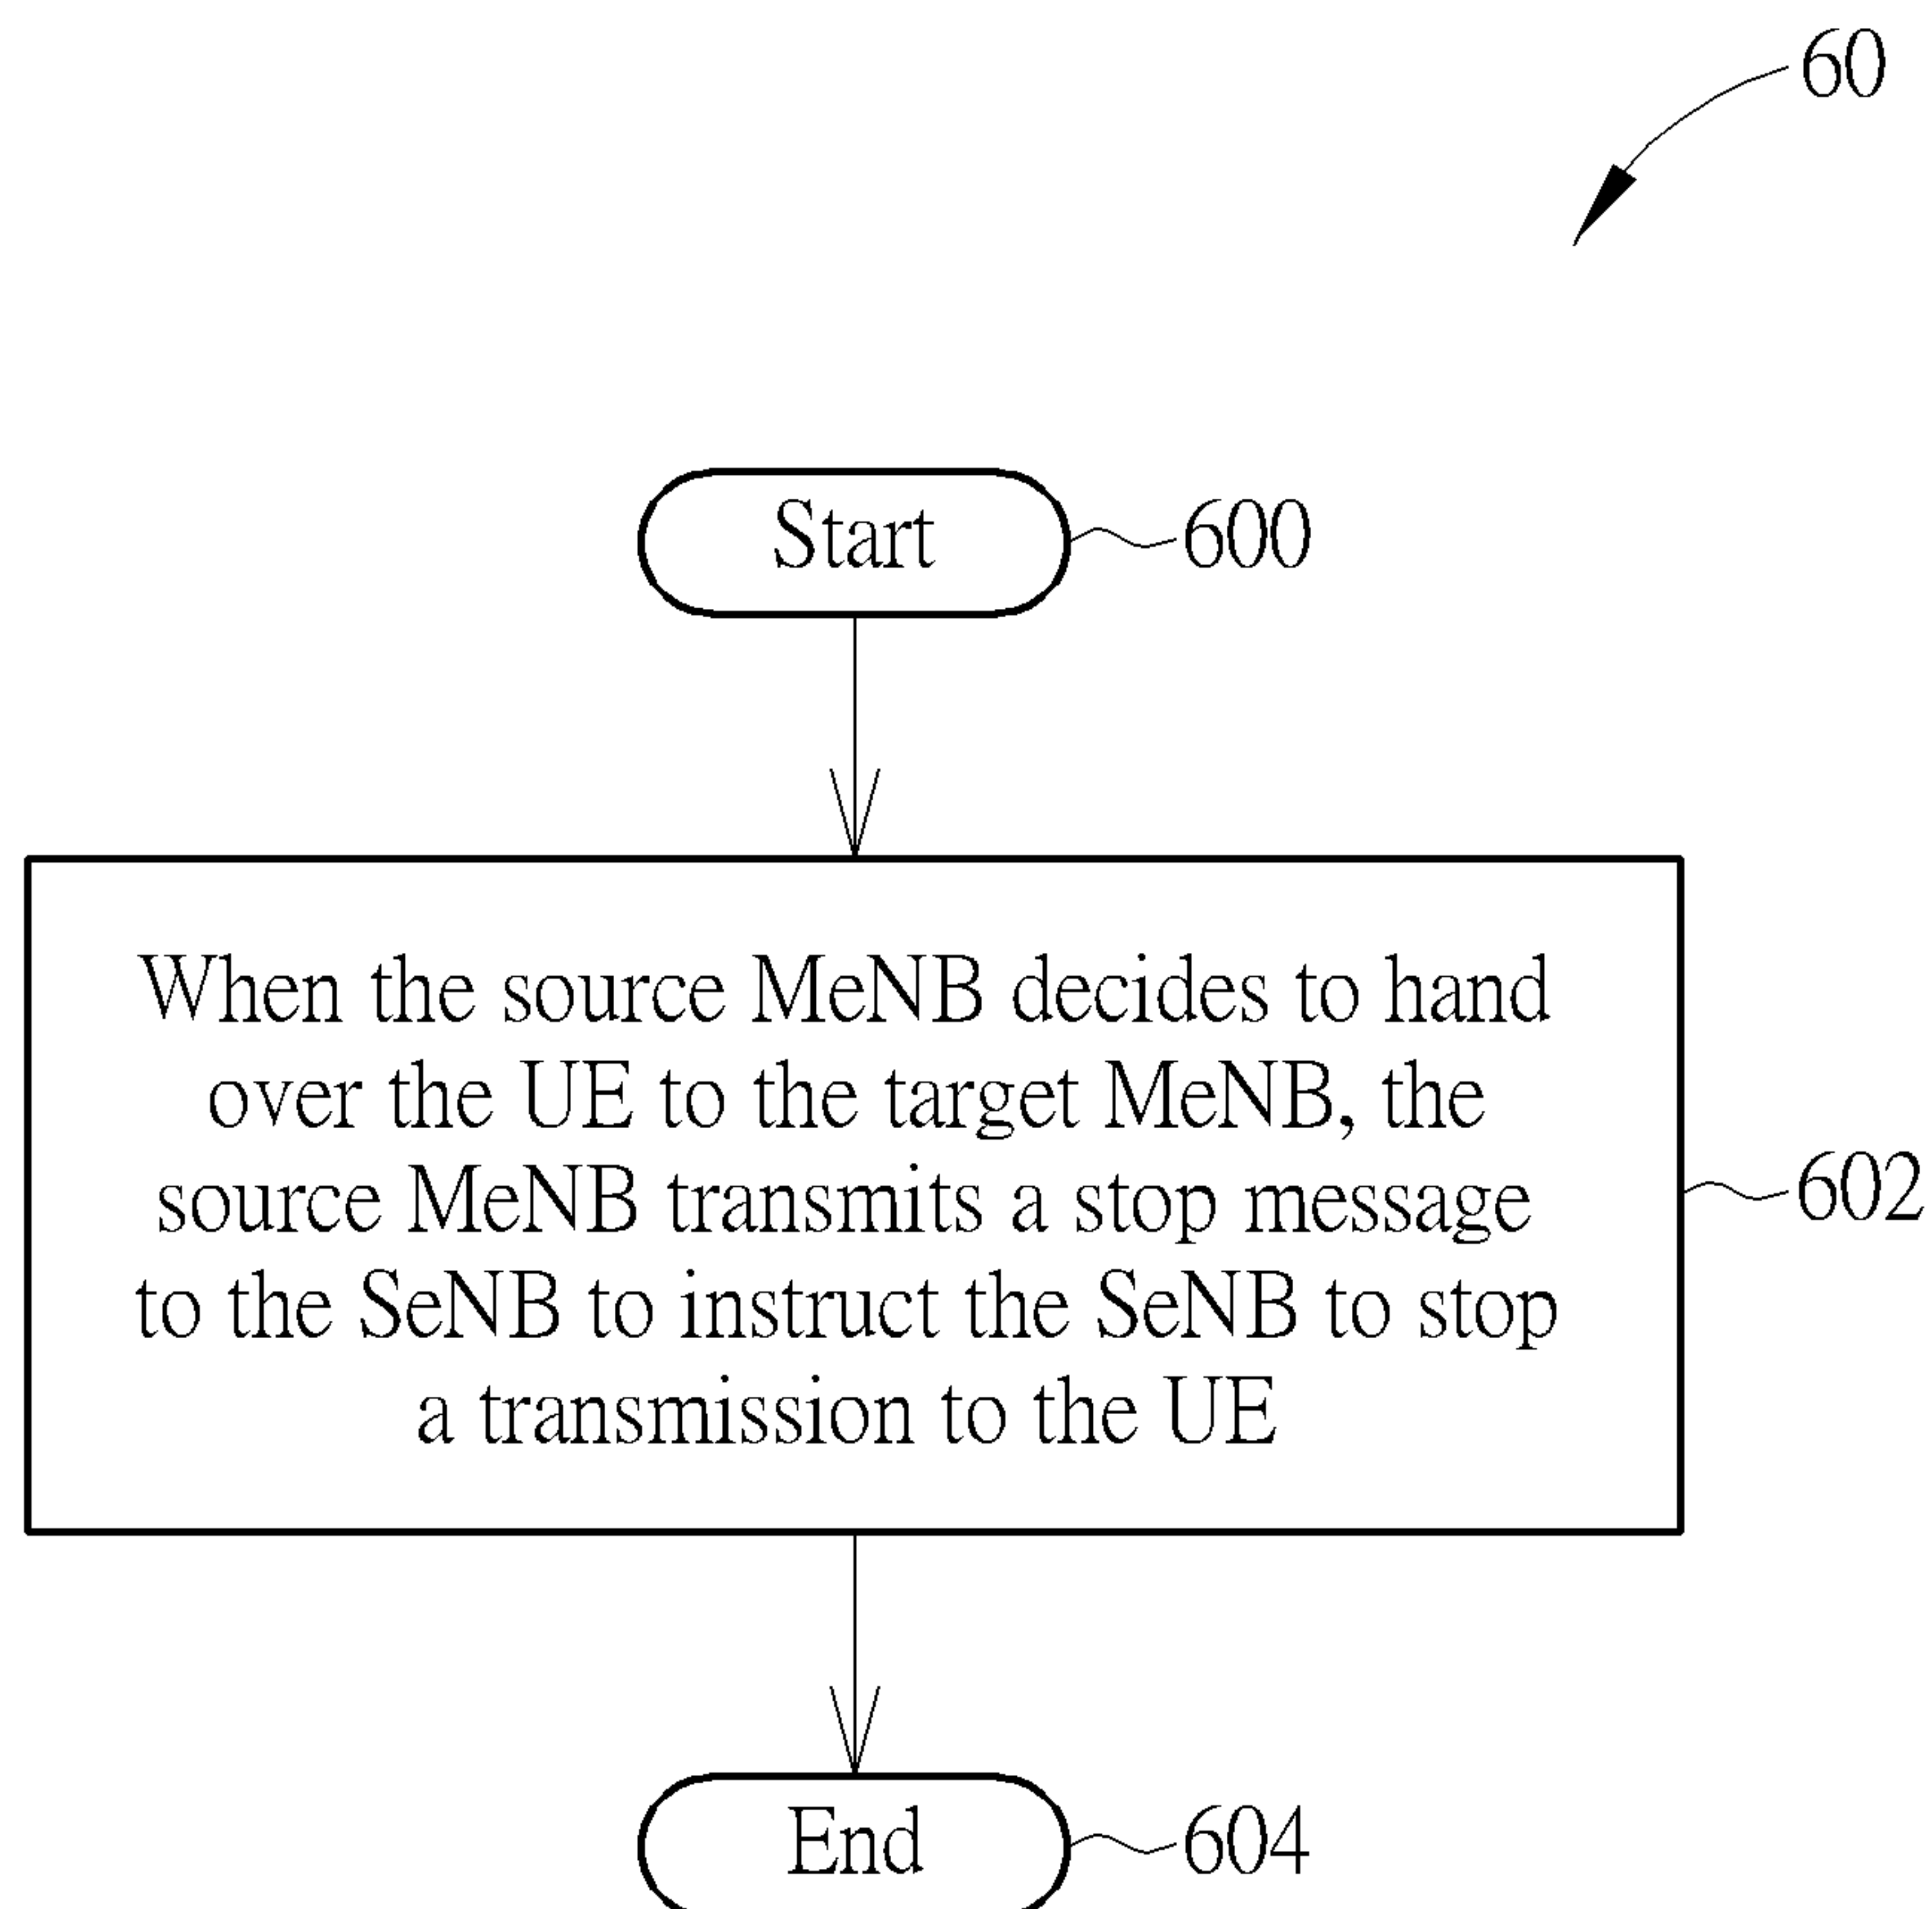 60
Start
600
When the source MeNB decides to hand
over the UE to the target MeNB, the
source MeNB transmits a stop message
to the SeNB to instruct the SeNB to stop
a transmission to the UE
602
End
604